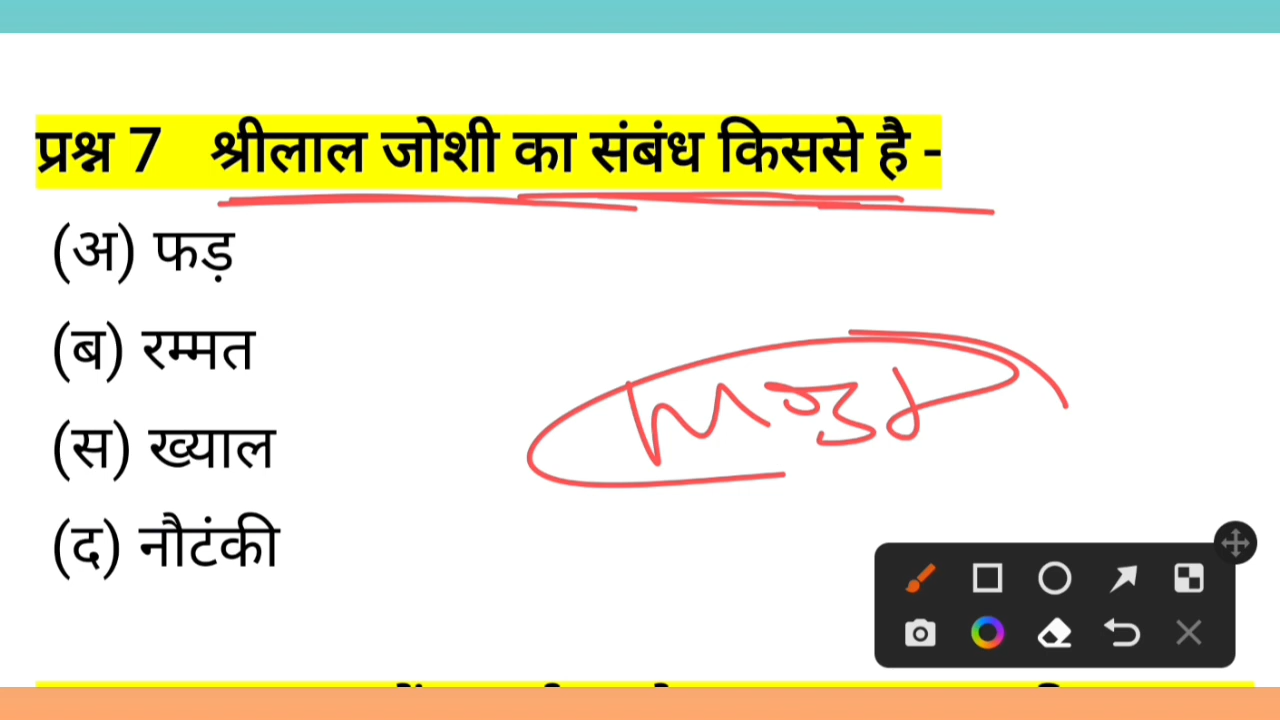 प्रश्न 7 श्रीलाल जोशी का संबंध किससे है -
(अ) फड़
(ब) रम्मत
(स) ख्याल
(द) नौटंकी